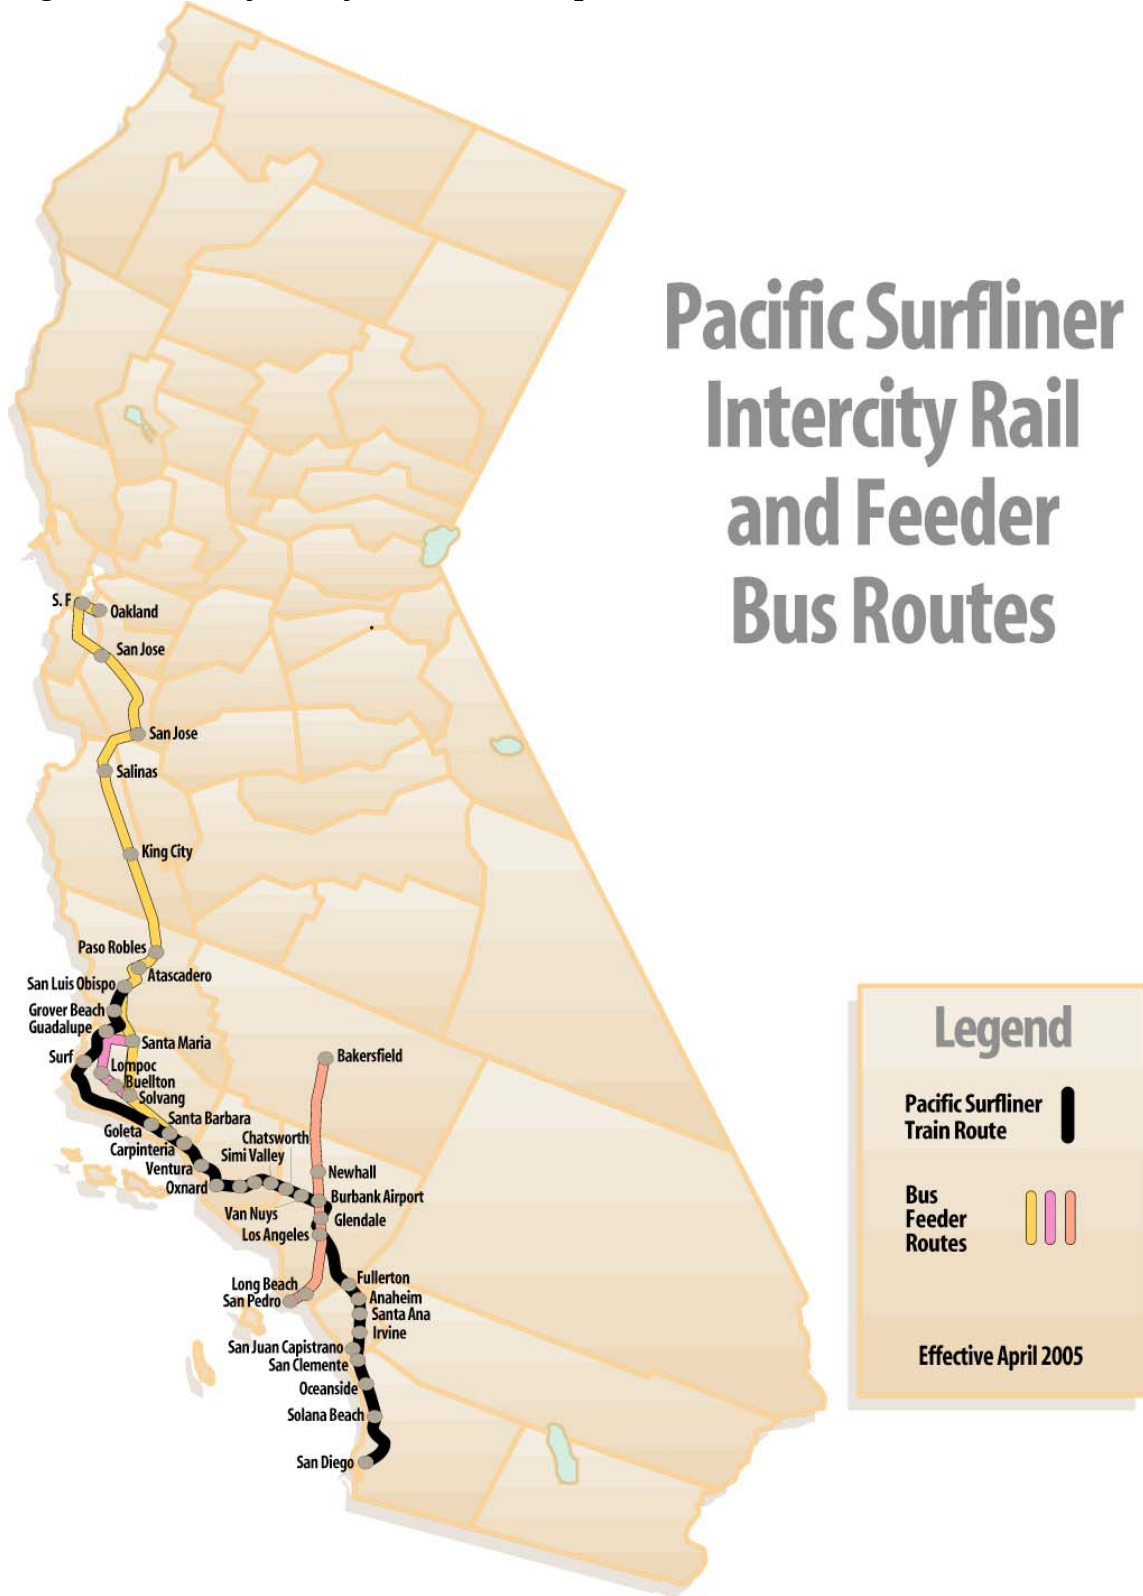 Pacific Surfliner
Intercity Rail
and Feeder
Bus Routes
S. F
Oakland
San Jose
San Jose
Salinas
King City
Paso Robles
Atascadero
San Luis Obispo
Grover Beach
Guadalupe
Santa Maria
Surf
Lompoc
Buellton
Solvang
Bakersfield
Santa Barbara
Goleta
Carpinteria
Chatsworth
Simi Valley
Ventura
Newhall
Oxnard
Burbank Airport
Van Nuys
Glendale
Los Angeles
Long Beach
San Pedro
Fullerton
Anaheim
Santa Ana
Irvine
San Juan Capistrano
San Clemente
Oceanside
Solana Beach
San Diego
Legend
Pacific Surfliner
Train Route
Bus
Feeder
Routes
Effective April 2005